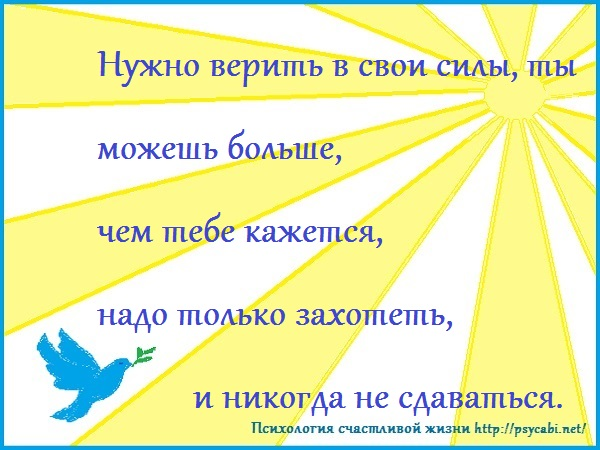 Нужно верить в свои силы, ты
можешь больше,
чем тебе кажется,
надо только захотеть,
и никогда не сдаваться.
Психология счастливой жизни http://psycabi.net/